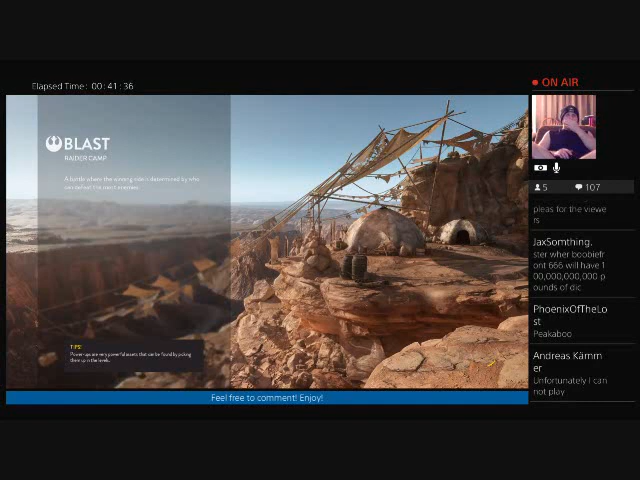 Elapsed Time: 00:41:36
ON AIR
BLAST
RAIDER CAMP
A battle where the winning side is determined by who
can defeat the most enemies.
TIPS:
Power-ups are very powerful assets that can be found by picking
them up in the levels.
Feel free to comment! Enjoy!
5
107
pleas for the viewe
rs
JaxSomthing.
ster wher boobiefr
ont 666 will have 1
00,000,000,000 p
ounds of dic
PhoenixOfTheLo
st
Peakaboo
Andreas Kämm
er
Unfortunately I can
not play